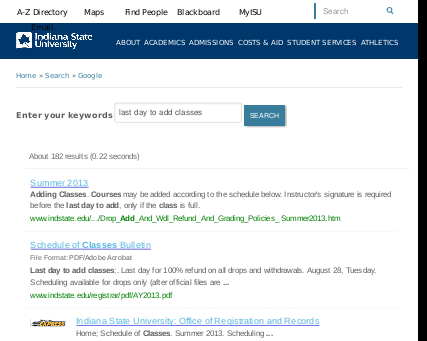 A-Z Directory Maps Find People Blackboard MyISU Search
Email
Indiana State University
ABOUT ACADEMICS ADMISSIONS COSTS & AID STUDENT SERVICES ATHLETICS
Home » Search » Google
Enter your keywords last day to add classes SEARCH
About 182 results (0.22 seconds)
Summer 2013
Adding Classes. Courses may be added according to the schedule below. Instructor's signature is required
before the last day to add, only if the class is full.
www.indstate.edu/.../Drop_Add_And_Wdl_Refund_And_Grading_Policies_Summer2013.htm
Schedule of Classes Bulletin
File Format: PDF/Adobe Acrobat
Last day to add classes;. Last day for 100% refund on all drops and withdrawals. August 28, Tuesday.
Scheduling available for drops only (after official files are ...
www.indstate.edu/registrar/pdf/AY2013.pdf
Indiana State University: Office of Registration and Records
Home; Schedule of Classes. Summer 2013. Scheduling ...